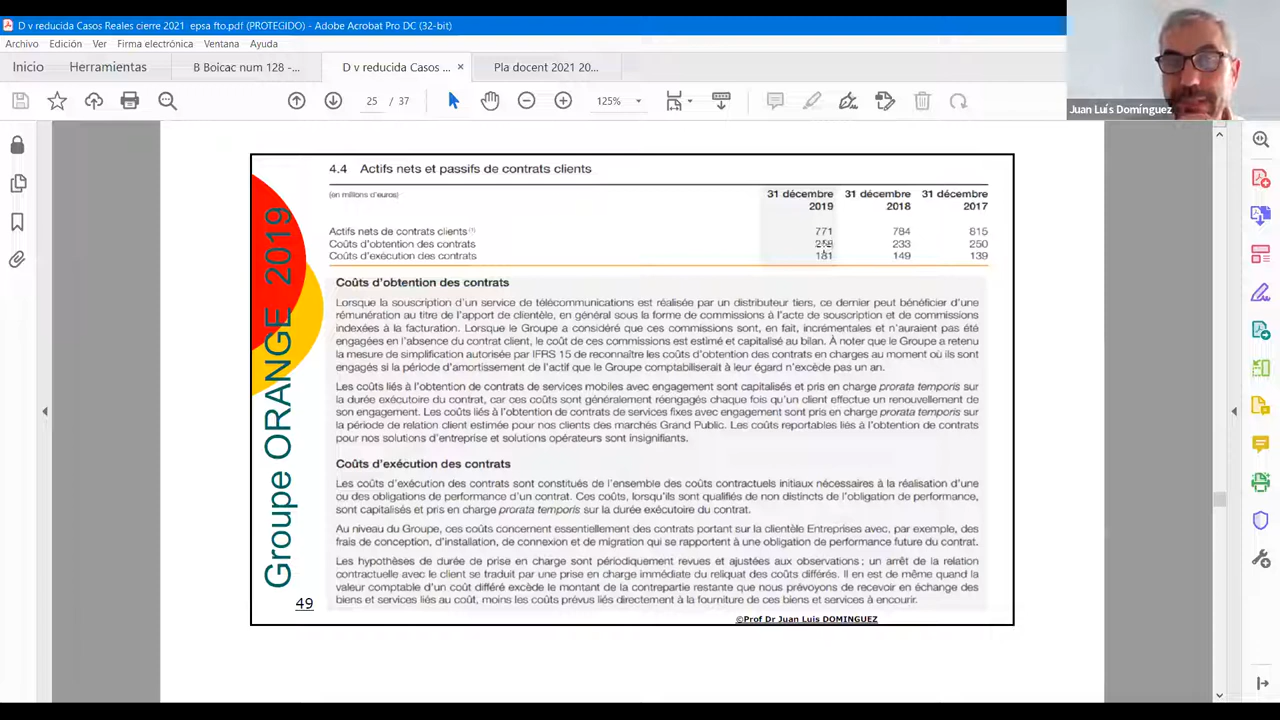 D v reducida Casos Reales cierre 2021 epsa fto.pdf (PROTEGIDO) - Adobe Acrobat Pro DC (32-bit)
Archivo Edición Ver Firma electrónica Ventana Ayuda
Inicio Herramientas B Boicac num 128 -... D v reducida Casos ... × Pla docent 2021 20...
25 / 37 125%
Juan Luís Domínguez
Groupe ORANGE 2019
4.4 Actifs nets et passifs de contrats clients
(en millions d'euros)
31 décembre 2019 31 décembre 2018 31 décembre 2017
Actifs nets de contrats clients (1) 771 784 815
Coûts d'obtention des contrats 233 250
Coûts d'exécution des contrats 181 149 139
Coûts d'obtention des contrats
Lorsque la souscription d'un service de télécommunications est réalisée par un distributeur tiers, ce dernier peut bénéficier d'une
rémunération au titre de l'apport de clientèle, en général sous la forme de commissions à l'acte de souscription et de commissions
indexées à la facturation. Lorsque le Groupe a considéré que ces commissions sont, en fait, incrémentales et n'auraient pas été
engagées en l'absence du contrat client, le coût de ces commissions est estimé et capitalisé au bilan. À noter que le Groupe a retenu
la mesure de simplification autorisée par IFRS 15 de reconnaître les coûts d'obtention des contrats en charges au moment où ils sont
engagés si la période d'amortissement de l'actif que le Groupe comptabiliserait à leur égard n'excède pas un an.
Les coûts liés à l'obtention de contrats de services mobiles avec engagement sont capitalisés et pris en charge prorata temporis sur
la durée exécutoire du contrat, car ces coûts sont généralement réengagés chaque fois qu'un client effectue un renouvellement de
son engagement. Les coûts liés à l'obtention de contrats de services fixes avec engagement sont pris en charge prorata temporis sur
la période de relation client estimée pour nos clients des marchés Grand Public. Les coûts reportables liés à l'obtention de contrats
pour nos solutions d'entreprise et solutions opérateurs sont insignifiants.
Coûts d'exécution des contrats
Les coûts d'exécution des contrats sont constitués de l'ensemble des coûts contractuels initiaux nécessaires à la réalisation d'une
ou des obligations de performance d'un contrat. Ces coûts, lorsqu'ils sont qualifiés de non distincts de l'obligation de performance,
sont capitalisés et pris en charge prorata temporis sur la durée exécutoire du contrat.
Au niveau du Groupe, ces coûts concernent essentiellement des contrats portant sur la clientèle Entreprises avec, par exemple, des
frais de conception, d'installation, de connexion et de migration qui se rapportent à une obligation de performance future du contrat.
Les hypothèses de durée de prise en charge sont périodiquement revues et ajustées aux observations ; un arrêt de la relation
contractuelle avec le client se traduit par une prise en charge immédiate du reliquat des coûts différés. Il en est de même quand la
valeur comptable d'un coût différé excède le montant de la contrepartie restante que nous prévoyons de recevoir en échange des
biens et services liés au coût, moins les coûts prévus liés directement à la fourniture de ces biens et services à encourir.
49
©Prof Dr Juan Luis DOMINGUEZ